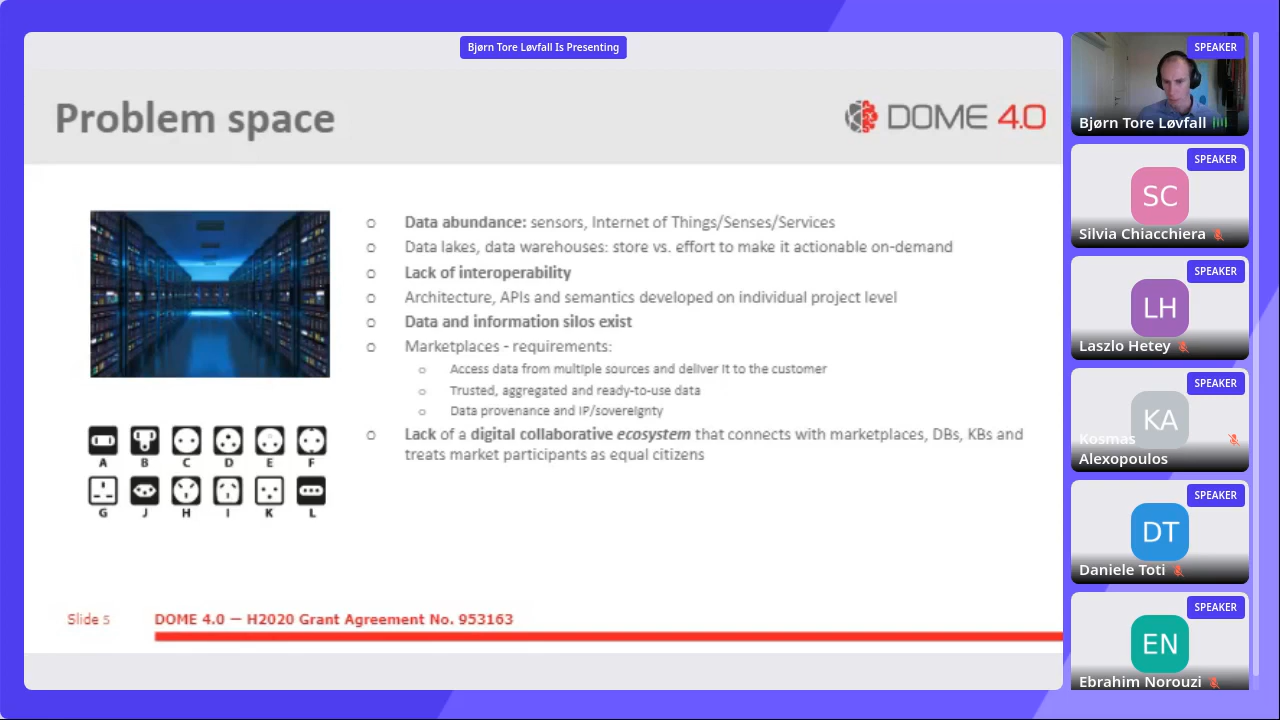 Bjørn Tore Løvfall Is Presenting
Problem space
DOME 4.0
o Data abundance: sensors, Internet of Things/Senses/Services
o Data lakes, data warehouses: store vs. effort to make it actionable on-demand
o Lack of interoperability
o Architecture, APIs and semantics developed on individual project level
o Data and information silos exist
o Marketplaces - requirements:
o Access data from multiple sources and deliver it to the customer
o Trusted, aggregated and ready-to-use data
o Data provenance and IP/sovereignty
o Lack of a digital collaborative ecosystem that connects with marketplaces, DBs, KBs and
treats market participants as equal citizens
A B C D E F
G J H I K L
Slide 5
DOME 4.0 — H2020 Grant Agreement No. 953163
SPEAKER
Bjørn Tore Løvfall
SPEAKER
SC
Silvia Chiacchiera
SPEAKER
LH
Laszlo Hetey
SPEAKER
KA
Kosmas
Alexopoulos
SPEAKER
DT
Daniele Toti
SPEAKER
EN
Ebrahim Norouzi